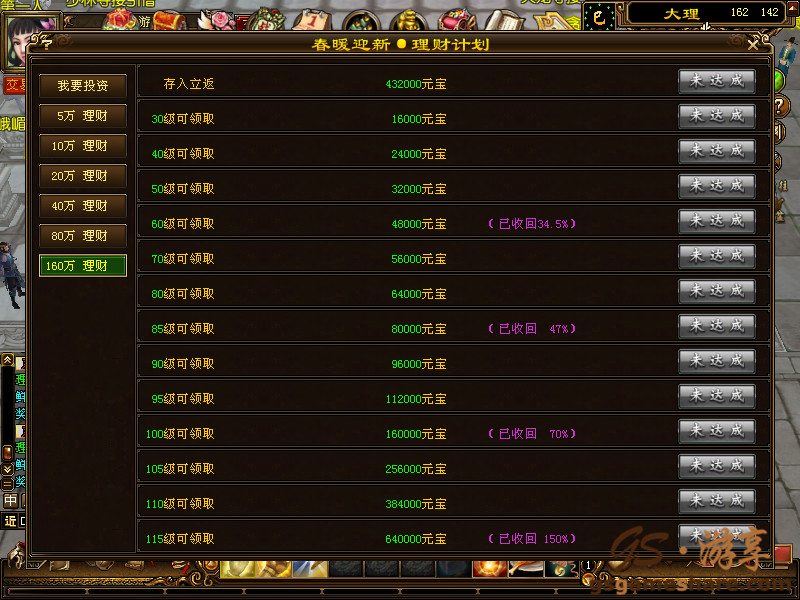 第一人
大理 162 142
春暖迎新●理财计划
交易
峨嵋
我要投资
5万 理财
10万 理财
20万 理财
40万 理财
80万 理财
160万 理财
存入立返 432000元宝 未达成
30级可领取 16000元宝 未达成
40级可领取 24000元宝 未达成
50级可领取 32000元宝 未达成
60级可领取 48000元宝 (已收回34.5%) 未达成
70级可领取 56000元宝 未达成
80级可领取 64000元宝 未达成
85级可领取 80000元宝 (已收回 47%) 未达成
90级可领取 96000元宝 未达成
95级可领取 112000元宝 未达成
100级可领取 160000元宝 (已收回 70%) 未达成
105级可领取 256000元宝 未达成
110级可领取 384000元宝 未达成
115级可领取 640000元宝 (已收回 150%) 未
近
1
GS·游享